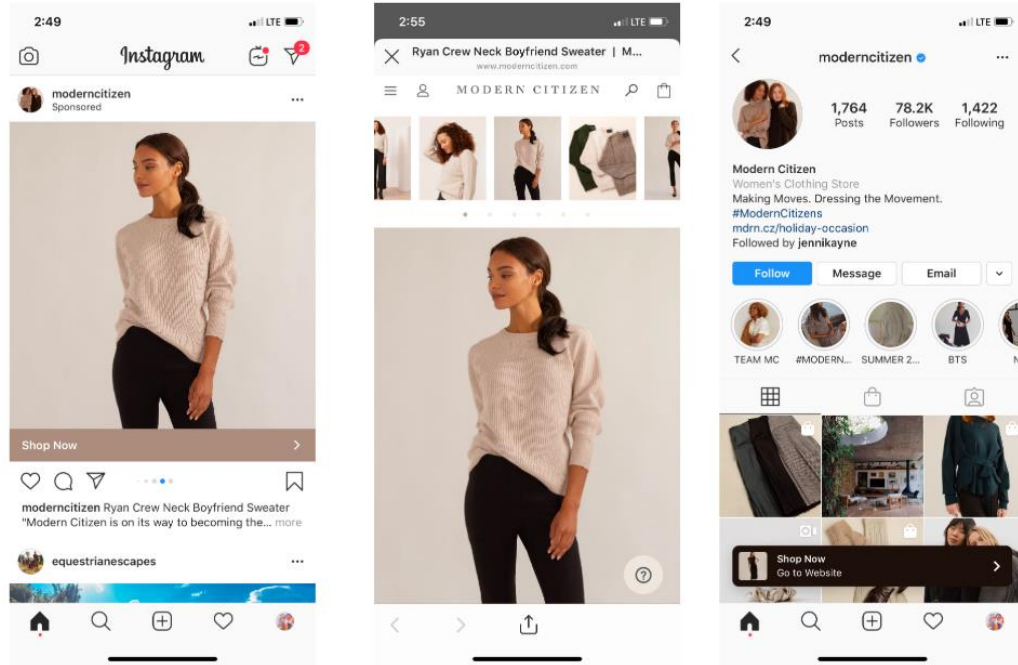 2:49
LTE
Instagram
2
moderncitizen
Sponsored
Shop Now
moderncitizen Ryan Crew Neck Boyfriend Sweater
"Modern Citizen is on its way to becoming the... more
equestrianescapes
2:55
LTE
Ryan Crew Neck Boyfriend Sweater | M...
www.moderncitizen.com
MODERN CITIZEN
?
2:49
LTE
moderncitizen
1,764 78.2K 1,422
Posts Followers Following
Modern Citizen
Women's Clothing Store
Making Moves. Dressing the Movement.
#ModernCitizens
mdrn.cz/holiday-occasion
Followed by jennikayne
Follow Message Email
TEAM MC #MODERN... SUMMER 2... BTS N
Shop Now
Go to Website